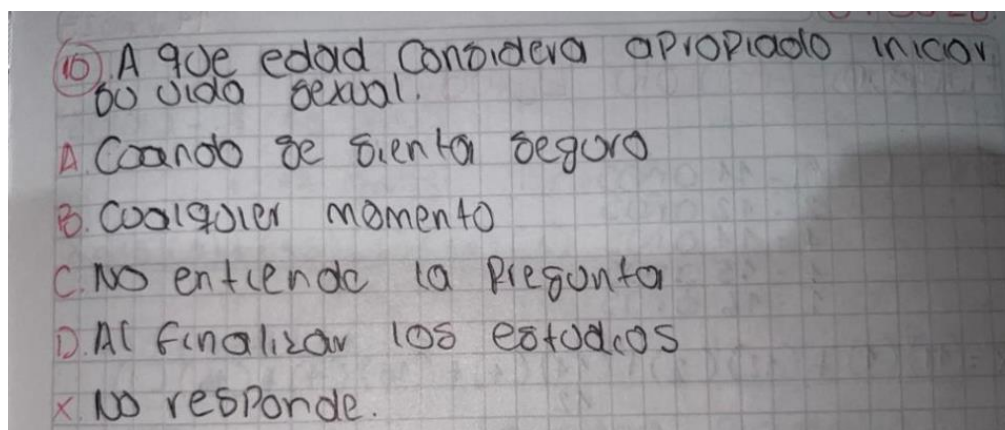 10). A que edad Considera apropiado iniciar
su vida sexual.
A. Cuando se sienta seguro
B. Cualquier momento
C. No entiendo la Pregunta
D. Al finalizar los estudios
X. No responde.